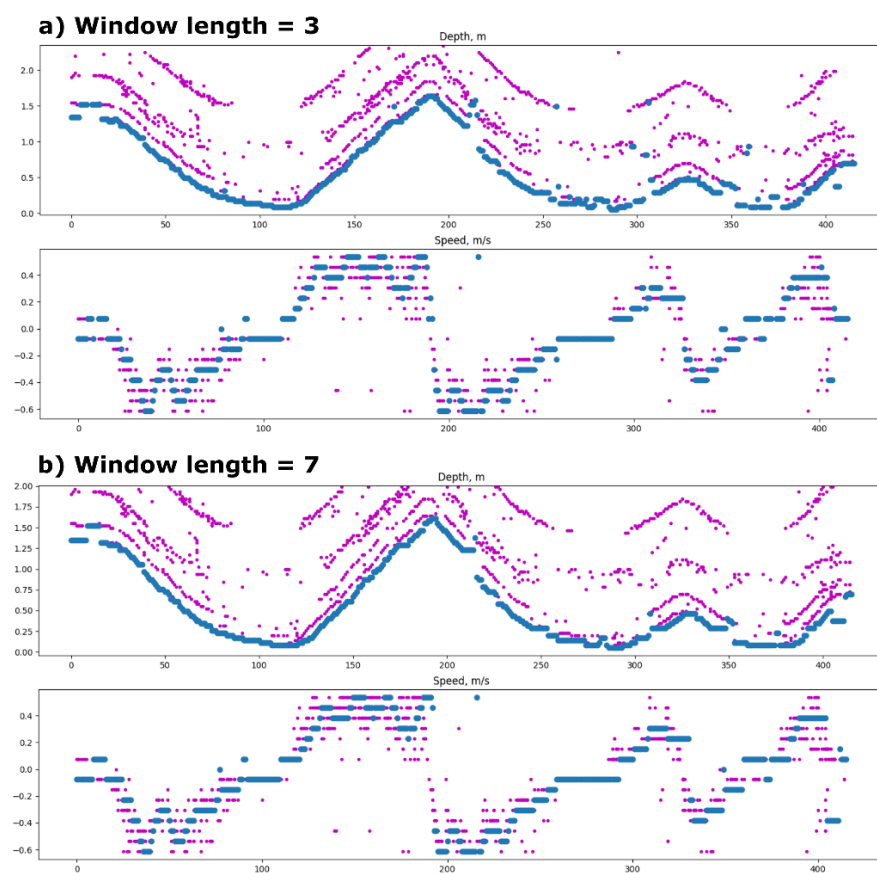 a) Window length = 3
Depth, m
2.0
1.5
1.0
0.5
0.0
0 50 100 150 200 250 300 350 400
Speed, m/s
0.4
0.2
0.0
−0.2
−0.4
−0.6
0 100 200 300 400
b) Window length = 7
Depth, m
2.00
1.75
1.50
1.25
1.00
0.75
0.50
0.25
0.00
0 50 100 150 200 250 300 350 400
Speed, m/s
0.4
0.2
0.0
−0.2
−0.4
−0.6
0 100 200 300 400